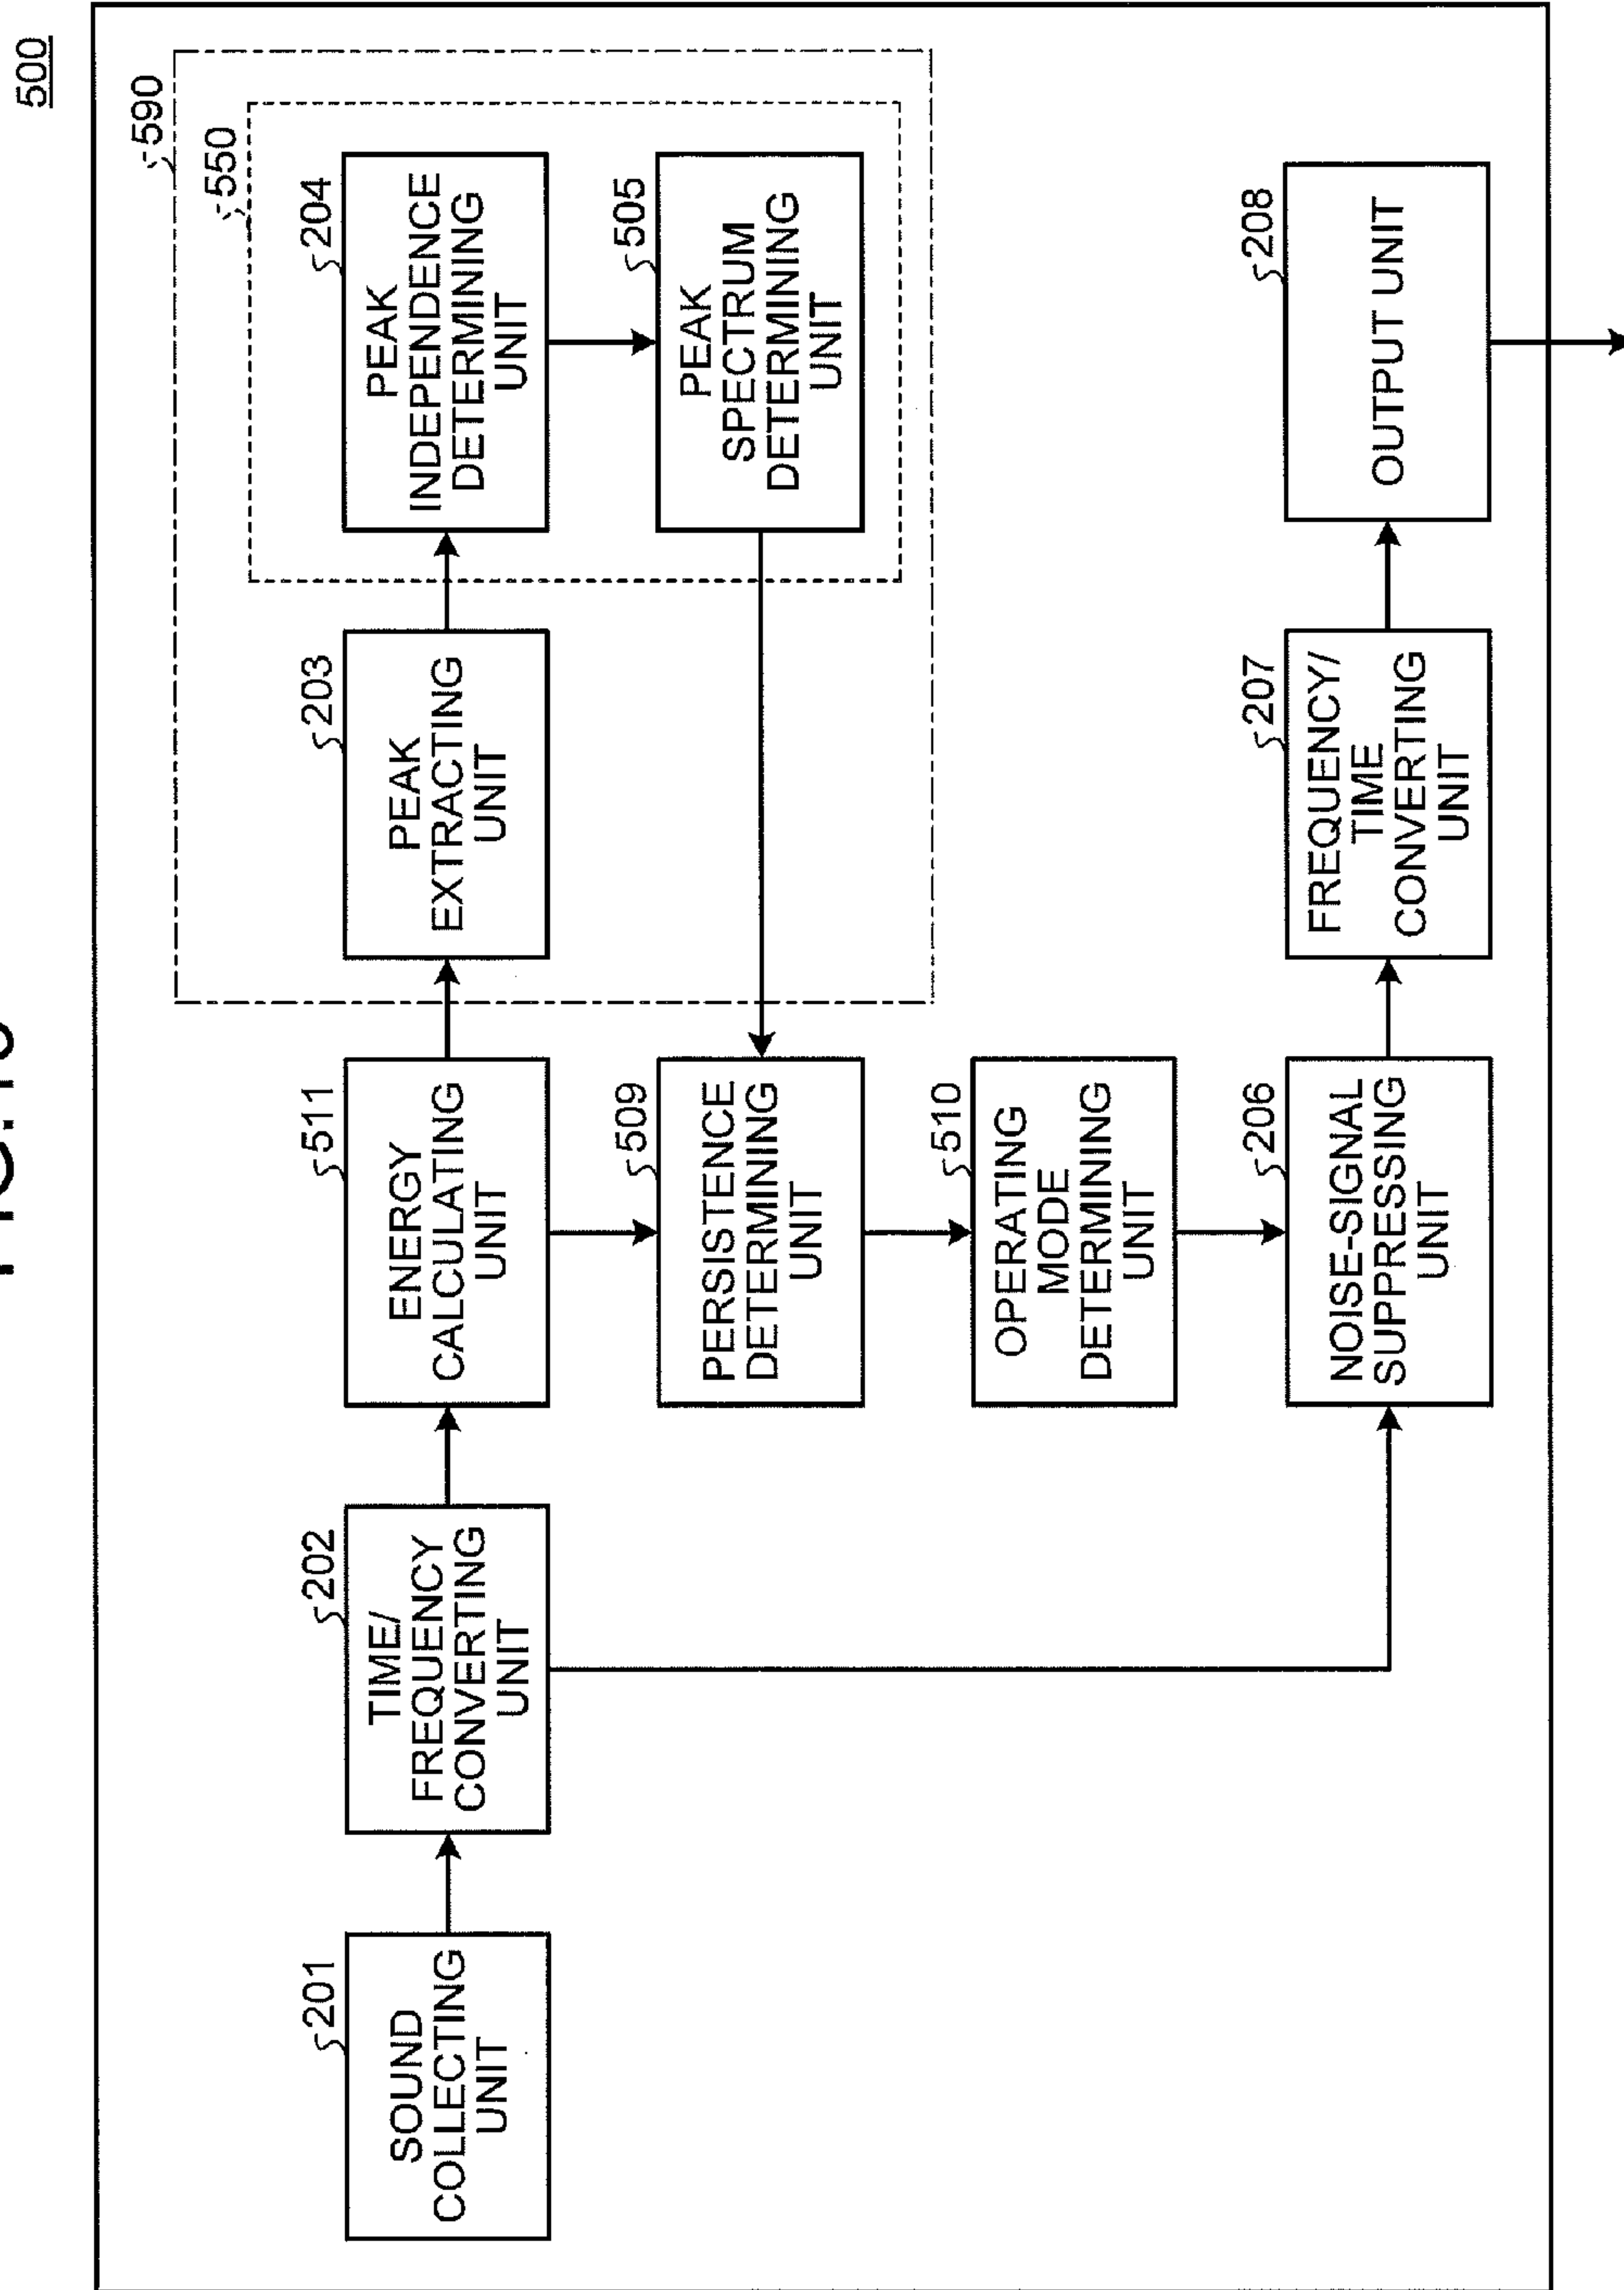 500
590
550
201
SOUND
COLLECTING
UNIT
202
TIME/
FREQUENCY
CONVERTING
UNIT
511
ENERGY
CALCULATING
UNIT
203
PEAK
EXTRACTING
UNIT
204
PEAK
INDEPENDENCE
DETERMINING
UNIT
509
PERSISTENCE
DETERMINING
UNIT
505
PEAK
SPECTRUM
DETERMINING
UNIT
510
OPERATING
MODE
DETERMINING
UNIT
206
NOISE-SIGNAL
SUPPRESSING
UNIT
207
FREQUENCY/
TIME
CONVERTING
UNIT
208
OUTPUT UNIT